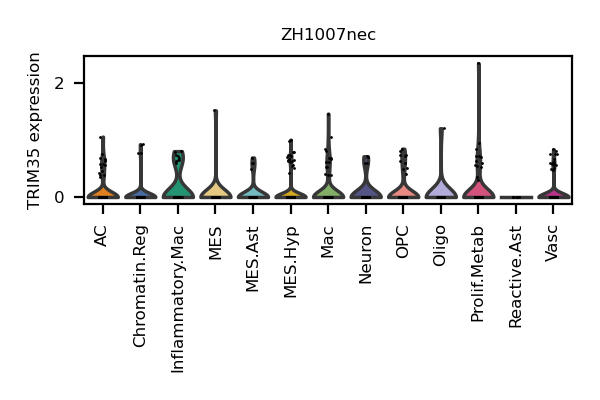 ZH1007nec
TRIM35 expression
2
0
AC
Chromatin.Reg
Inflammatory.Mac
MES
MES.Ast
MES.Hyp
Mac
Neuron
OPC
Oligo
Prolif.Metab
Reactive.Ast
Vasc